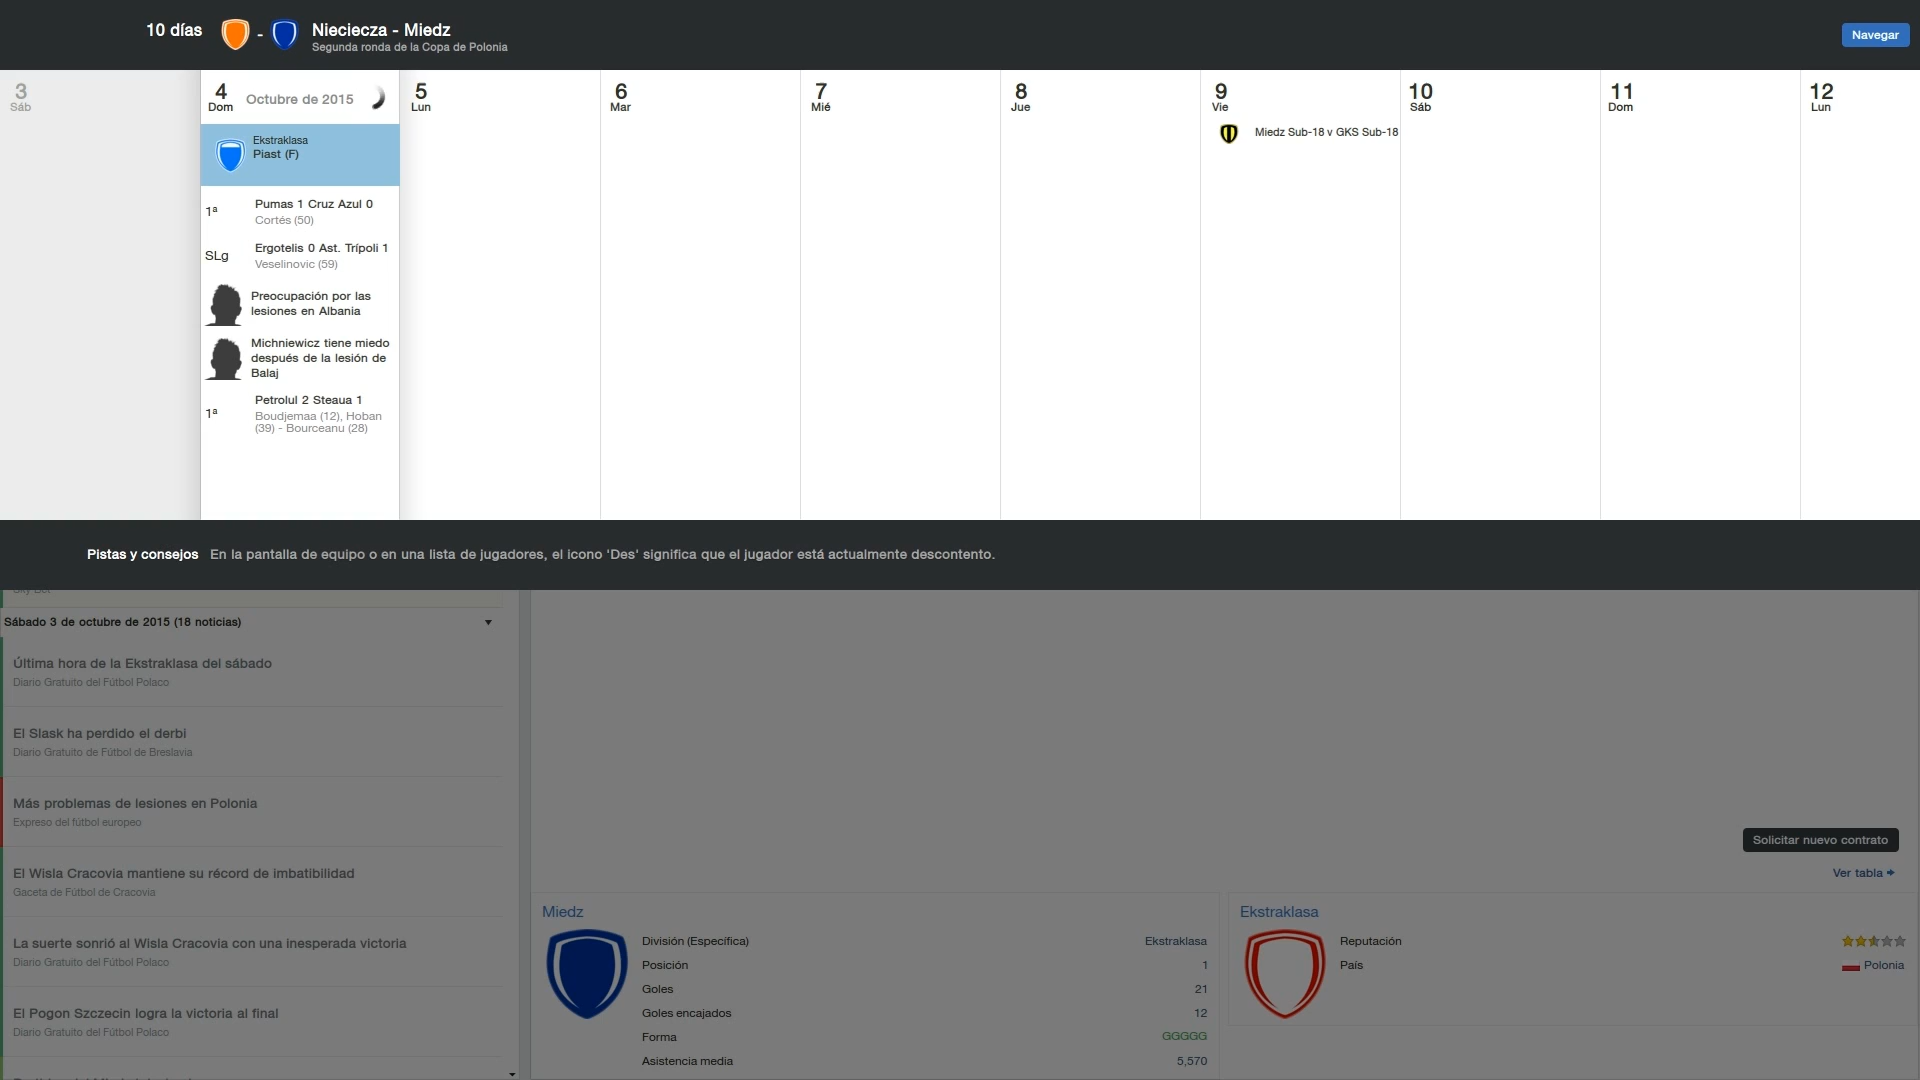 10 días
-
Nieciecza - Miedz
Segunda ronda de la Copa de Polonia
Navegar
3
Sáb
4
Dom
Octubre de 2015
5
Lun
6
Mar
7
Mié
8
Jue
9
Vie
10
Sáb
11
Dom
12
Lun
Ekstraklasa
Piast (F)
Miedz Sub-18 v GKS Sub-18
1ª
Pumas 1 Cruz Azul 0
Cortés (50)
SLg
Ergotelis 0 Ast. Trípoli 1
Veselinovic (59)
Preocupación por las
lesiones en Albania
Michniewicz tiene miedo
después de la lesión de
Balaj
1ª
Petrolul 2 Steaua 1
Boudjemaa (12), Hoban
(39) - Bourceanu (28)
Pistas y consejos
En la pantalla de equipo o en una lista de jugadores, el icono 'Des' significa que el jugador está actualmente descontento.
Sábado 3 de octubre de 2015 (18 noticias)
Última hora de la Ekstraklasa del sábado
Diario Gratuito del Fútbol Polaco
El Slask ha perdido el derbi
Diario Gratuito de Fútbol de Breslavia
Más problemas de lesiones en Polonia
Expreso del fútbol europeo
El Wisla Cracovia mantiene su récord de imbatibilidad
Gaceta de Fútbol de Cracovia
La suerte sonrió al Wisla Cracovia con una inesperada victoria
Diario Gratuito del Fútbol Polaco
El Pogon Szczecin logra la victoria al final
Diario Gratuito del Fútbol Polaco
Solicitar nuevo contrato
Ver tabla
Miedz
División (Específica)
Ekstraklasa
Posición
1
Goles
21
Goles encajados
12
Forma
GGGGG
Asistencia media
5,570
Ekstraklasa
Reputación
País
Polonia